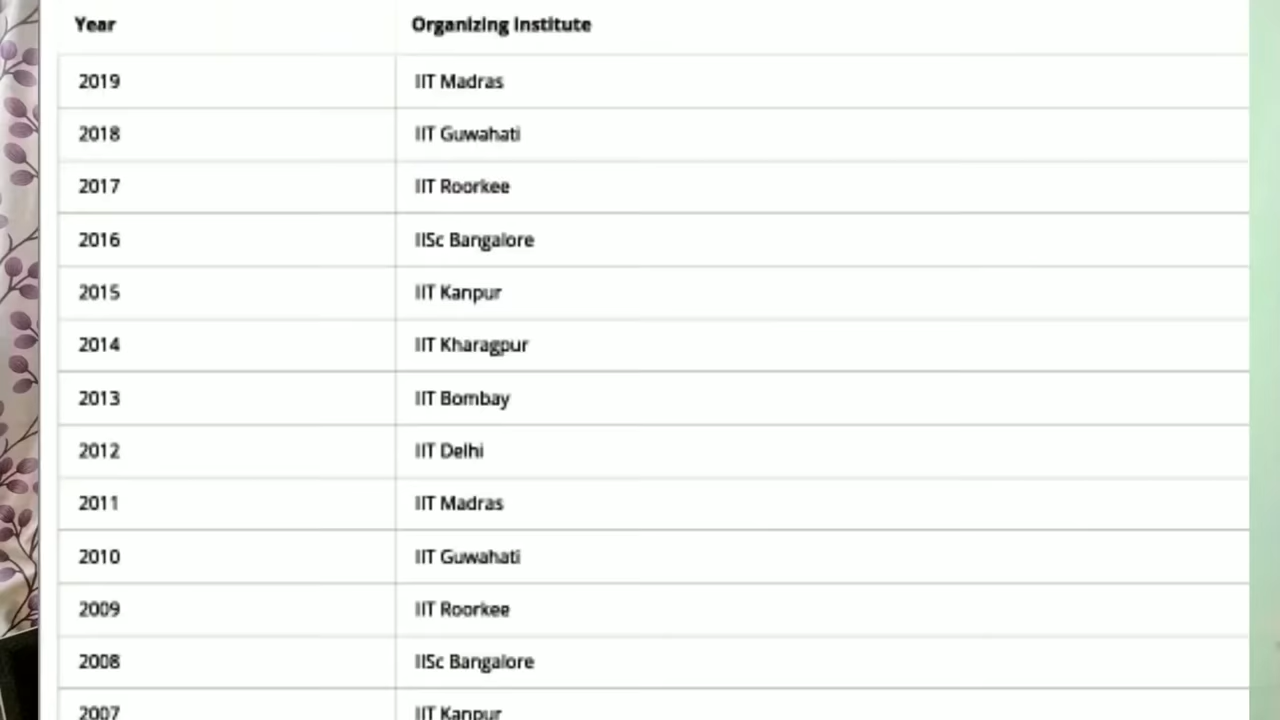 Year Organizing Institute
2019 IIT Madras
2018 IIT Guwahati
2017 IIT Roorkee
2016 IISc Bangalore
2015 IIT Kanpur
2014 IIT Kharagpur
2013 IIT Bombay
2012 IIT Delhi
2011 IIT Madras
2010 IIT Guwahati
2009 IIT Roorkee
2008 IISc Bangalore
2007 IIT Kanpur